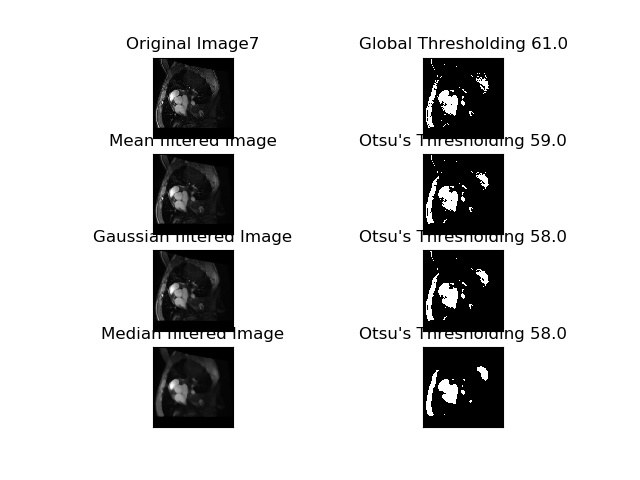 Original Image7
Global Thresholding 61.0
Mean filtered Image
Otsu's Thresholding 59.0
Gaussian filtered Image
Otsu's Thresholding 58.0
Median filtered Image
Otsu's Thresholding 58.0